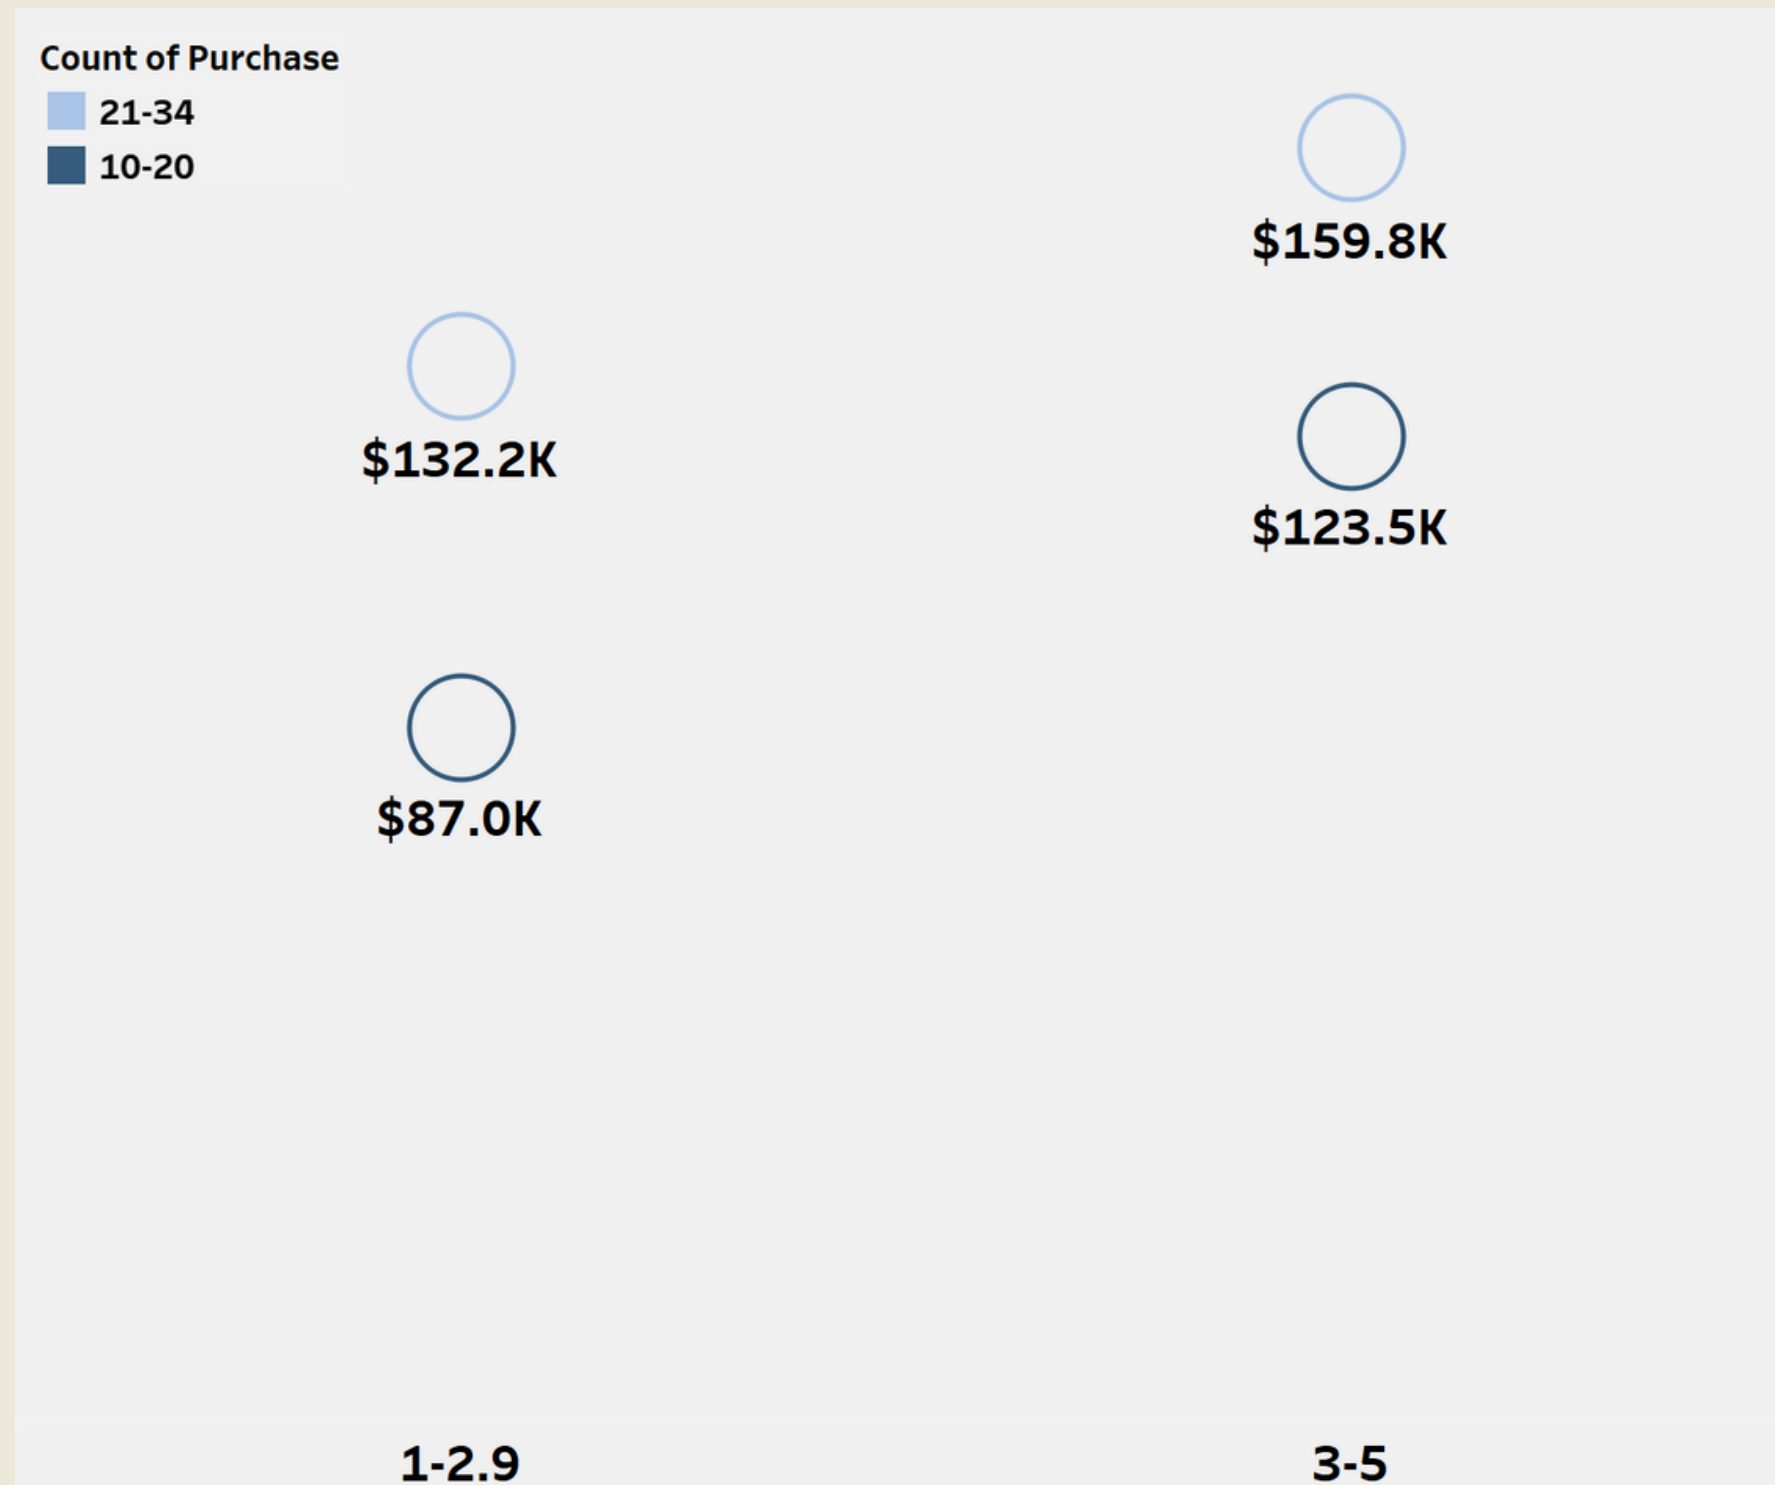 Count of Purchase
21-34
10-20
$159.8K
$132.2K
$123.5K
$87.0K
1-2.9
3-5